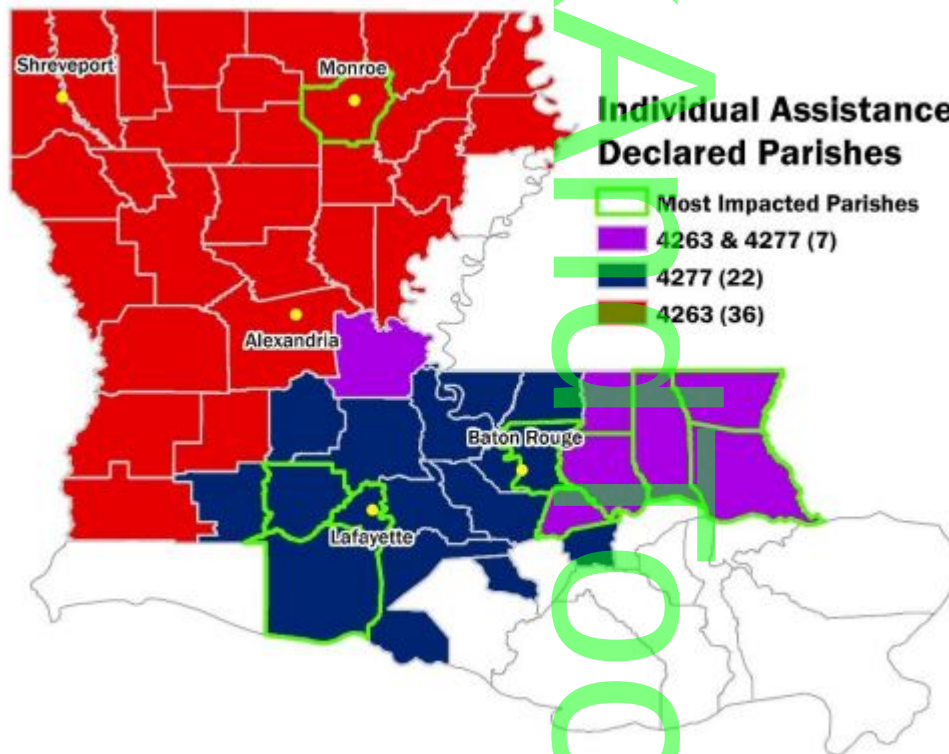 Shreveport
Monroe
Individual Assistance
Declared Parishes
Most Impacted Parishes
4263 & 4277 (7)
4277 (22)
4263 (36)
Alexandria
Baton Rouge
Lafayette